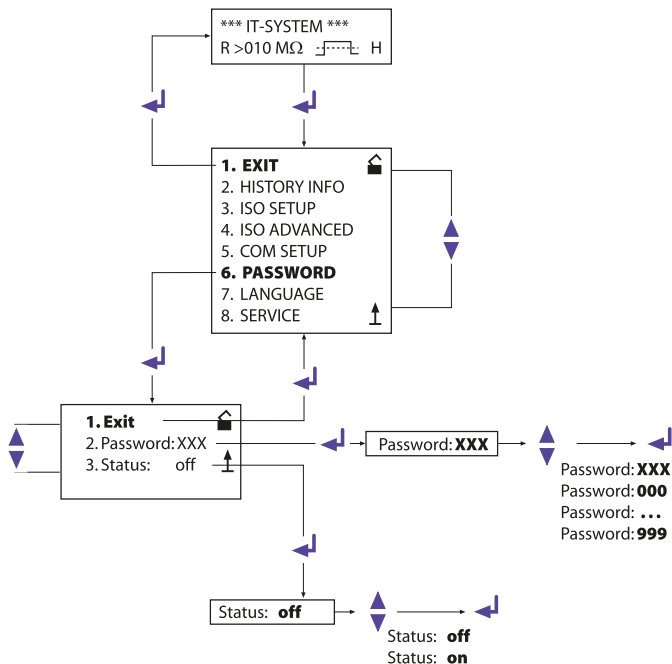 *** IT-SYSTEM ***
R >010 MΩ H
1. EXIT
2. HISTORY INFO
3. ISO SETUP
4. ISO ADVANCED
5. COM SETUP
6. PASSWORD
7. LANGUAGE
8. SERVICE
1. Exit
2. Password: XXX
3. Status: off
Password: XXX
Password: XXX
Password: 000
Password: ...
Password: 999
Status: off
Status: off
Status: on